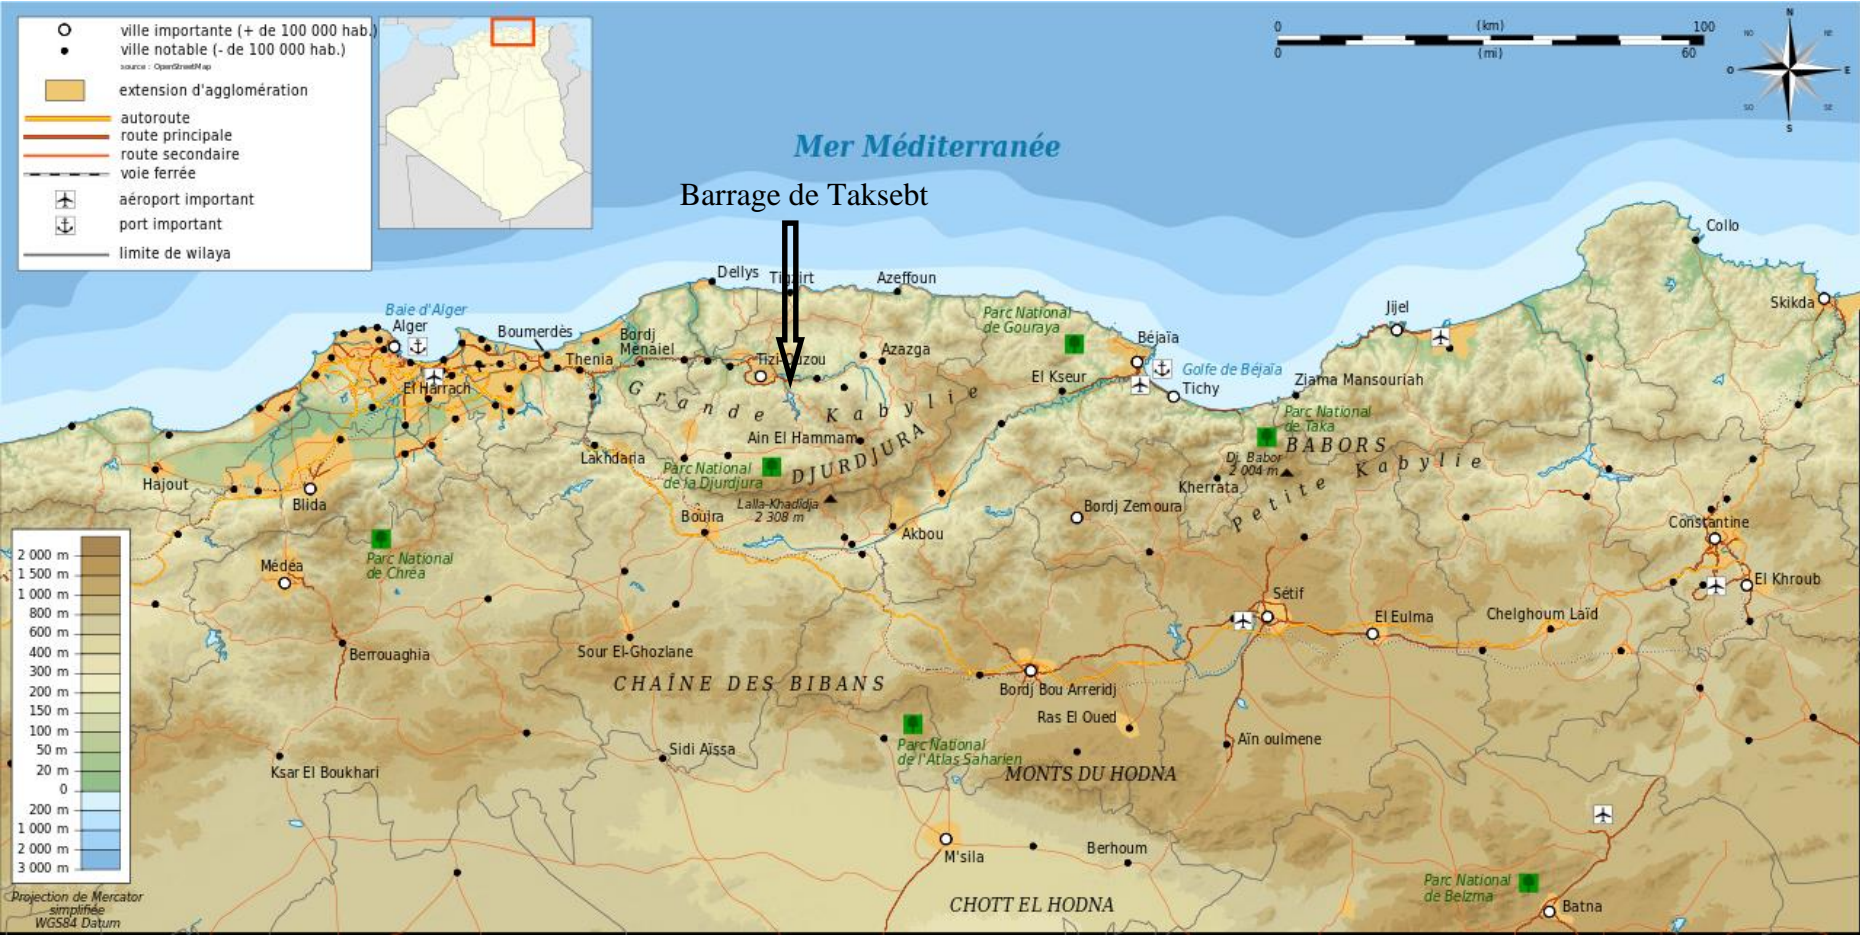 ville importante (+ de 100 000 hab.)
ville notable (- de 100 000 hab.)
source : OpenStreetMap
extension d'agglomération
autoroute
route principale
route secondaire
voie ferrée
aéroport important
port important
limite de wilaya
0 (km) 100
0 (mi) 60
N
NO NE
O E
SO SE
S
Mer Méditerranée
Barrage de Taksebt
Collo
Dellys
Tigzirt
Azeffoun
Skikda
Jijel
Baie d'Alger
Alger
Boumerdès
Bordj
Menaiel
Parc National
de Gouraya
Béjaïa
Thenia
Tizi-Ouzou
Azazga
El Harrach
El Kseur
Golfe de Béjaïa
Tichy
Ziama Mansouriah
Grande Kabylie
Parc National
de Taka
Ain El Hammam
DJURDJURA
BABORS
Lakhdaria
Parc National
de la Djurdjura
Dj. Babor
2 004 m
Petite Kabylie
Hajout
Kherrata
Blida
Lalla-Khadidja
2 308 m
Bouira
Bordj Zemoura
Akbou
Constantine
Médéa
Parc National
de Chréa
El Khroub
Sétif
El Eulma
Chelghoum Laïd
Berrouaghia
Sour El-Ghozlane
CHAÎNE DES BIBANS
Bordj Bou Arreridj
Ras El Oued
Sidi Aïssa
Parc National
de l'Atlas Saharien
Aïn oulmene
Ksar El Boukhari
MONTS DU HODNA
M'sila
Berhoum
Parc National
de Belzma
CHOTT EL HODNA
Batna
2 000 m
1 500 m
1 000 m
800 m
600 m
400 m
300 m
200 m
150 m
100 m
50 m
20 m
0
200 m
1 000 m
2 000 m
3 000 m
Projection de Mercator
simplifiée
WGS84 Datum